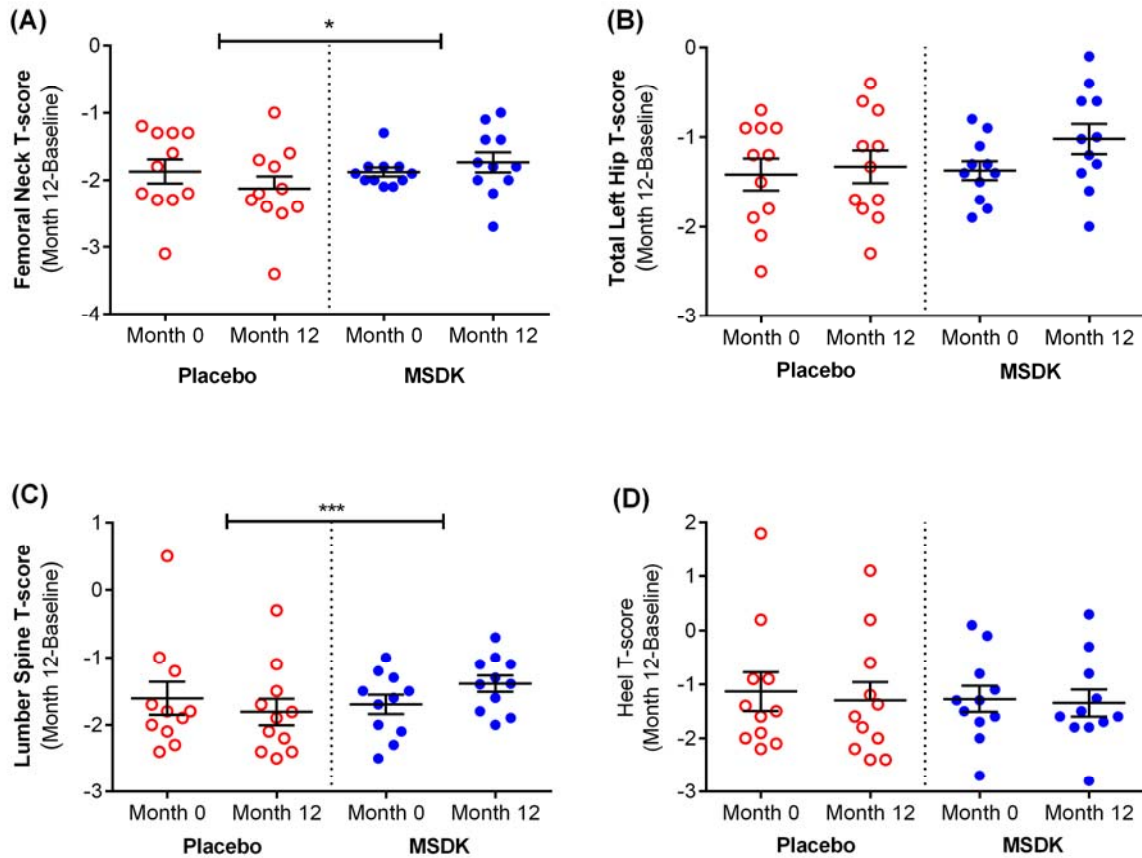 (A)
*
Femoral Neck T-score
(Month 12-Baseline)
0
-1
-2
-3
-4
Month 0 Month 12 Month 0 Month 12
Placebo MSDK
(B)
Total Left Hip T-score
(Month 12-Baseline)
0
-1
-2
-3
Month 0 Month 12 Month 0 Month 12
Placebo MSDK
(C)
***
Lumber Spine T-score
(Month 12-Baseline)
1
0
-1
-2
-3
Month 0 Month 12 Month 0 Month 12
Placebo MSDK
(D)
Heel T-score
(Month 12-Baseline)
2
1
0
-1
-2
-3
Month 0 Month 12 Month 0 Month 12
Placebo MSDK